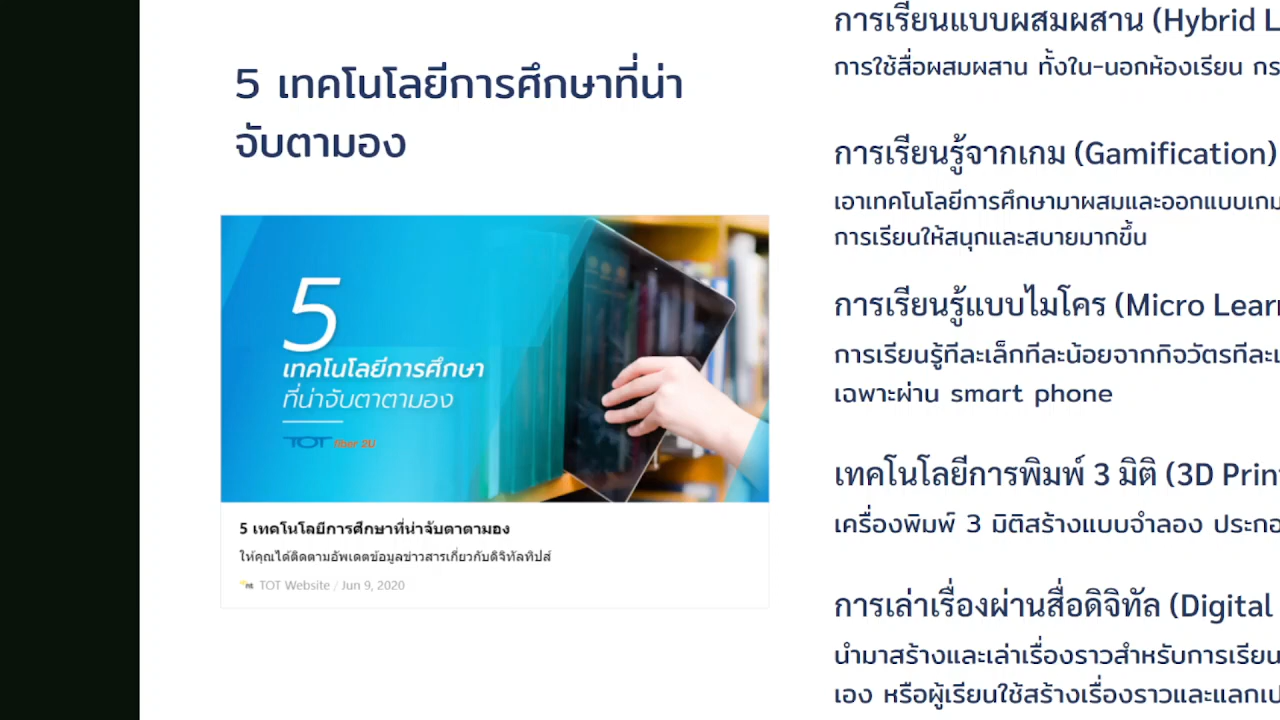 5 เทคโนโลยีการศึกษาที่น่า
จับตามอง
5
เทคโนโลยีการศึกษา
ที่น่าจับตาตามอง
TOT fiber 2U
5 เทคโนโลยีการศึกษาที่น่าจับตาตามอง
ให้คุณได้ติดตามอัพเดตข้อมูลข่าวสารเกี่ยวกับดิจิทัลทิปส์
TOT Website / Jun 9, 2020
การเรียนแบบผสมผสาน (Hybrid L
การใช้สื่อผสมผสาน ทั้งใน-นอกห้องเรียน กร
การเรียนรู้จากเกม (Gamification)
เอาเทคโนโลยีการศึกษามาผสมและออกแบบเกม
การเรียนให้สนุกและสบายมากขึ้น
การเรียนรู้แบบไมโคร (Micro Lear
การเรียนรู้ทีละเล็กทีละน้อยจากกิจวัตรทีละ
เฉพาะผ่าน smart phone
เทคโนโลยีการพิมพ์ 3 มิติ (3D Prin
เครื่องพิมพ์ 3 มิติสร้างแบบจำลอง ประกอ
การเล่าเรื่องผ่านสื่อดิจิทัล (Digital
นำมาสร้างและเล่าเรื่องราวสำหรับการเรียน
เอง หรือผู้เรียนใช้สร้างเรื่องราวและแลกเป